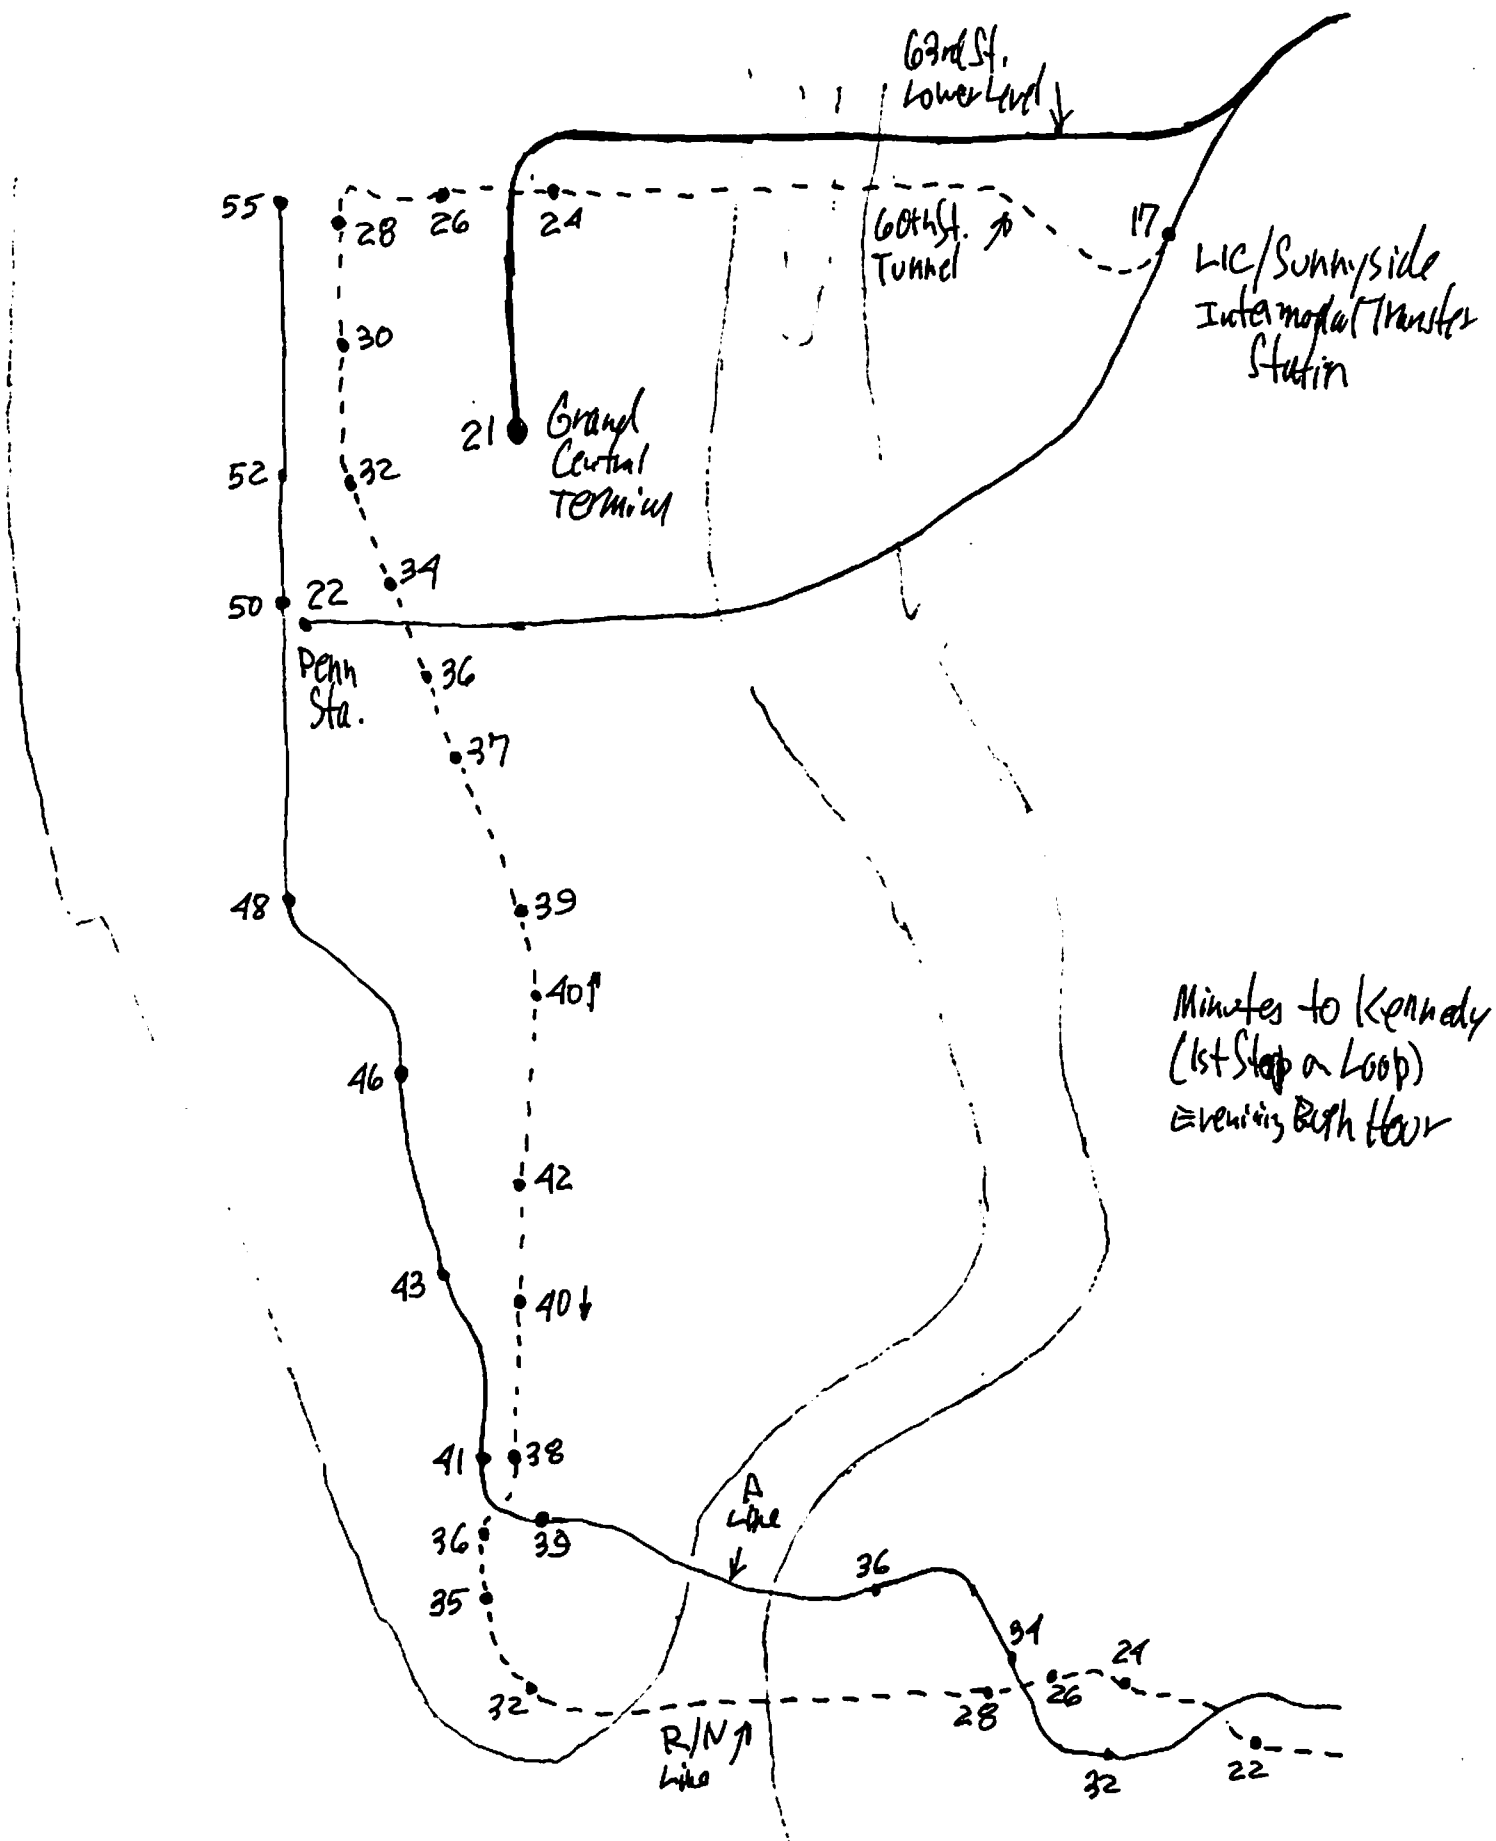 63rd St.
Lower Level ↓
55
28
26
24
60th St. ↗
Tunnel
17
LIC/Sunnyside
Intermodal Transfer
Statin
30
21
Grand
Central
Terminal
52
32
34
50
22
Penn
Sta.
36
37
48
39
40↑
Minutes to Kennedy
(1st Stop on Loop)
Evening Rush Hour
46
42
43
40↓
41
38
A
Line
↓
36
39
36
35
34
24
26
32
28
R/N↑
Line
32
22